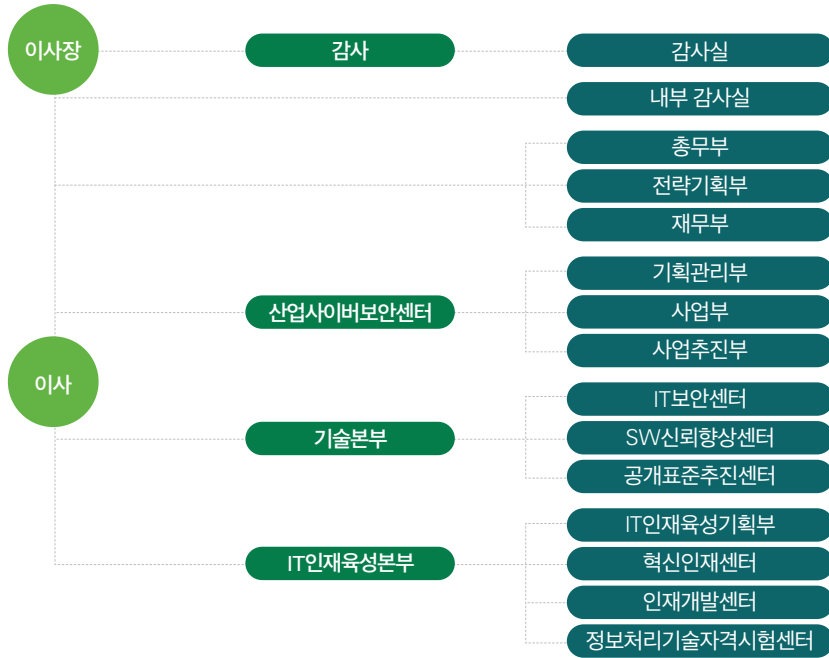 이사장
감사
감사실
내부 감사실
총무부
전략기획부
재무부
산업사이버보안센터
기획관리부
사업부
사업추진부
이사
기술본부
IT보안센터
SW신뢰향상센터
공개표준추진센터
IT인재육성본부
IT인재육성기획부
혁신인재센터
인재개발센터
정보처리기술자격시험센터